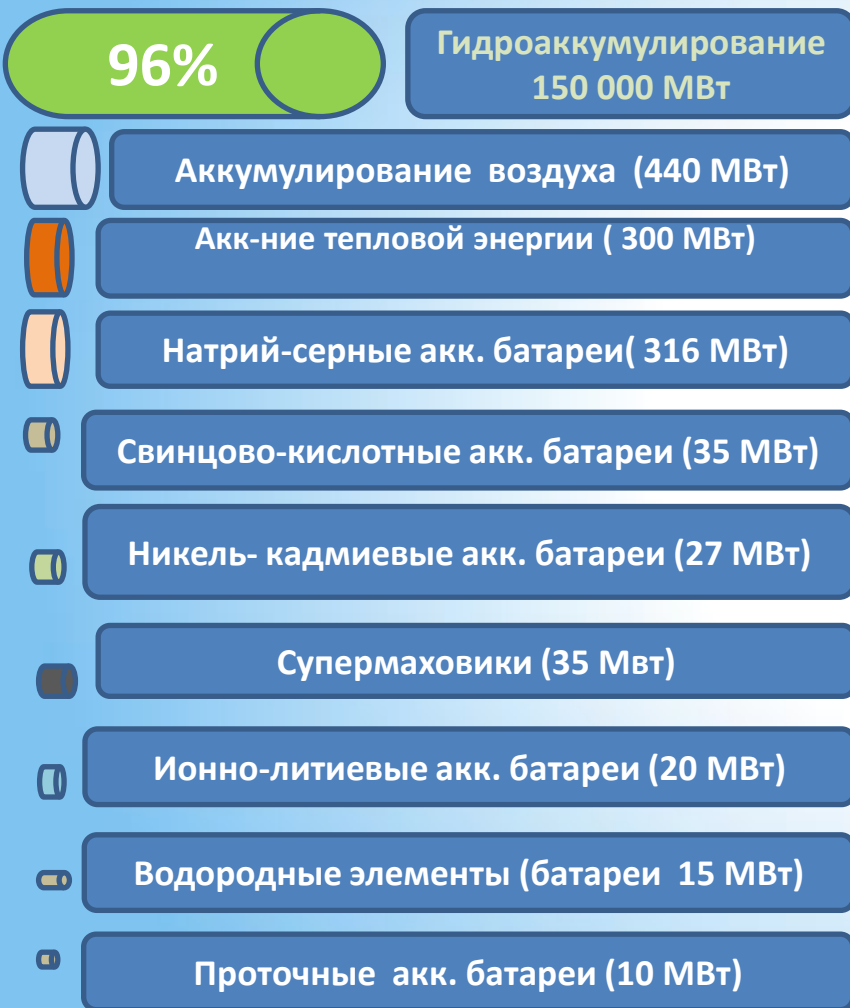 96%
Гидроаккумулирование
150 000 МВт
Аккумулирование воздуха (440 МВт)
Акк-ние тепловой энергии ( 300 МВт)
Натрий-серные акк. батареи( 316 МВт)
Свинцово-кислотные акк. батареи (35 МВт)
Никель- кадмиевые акк. батареи (27 МВт)
Супермаховики (35 Мвт)
Ионно-литиевые акк. батареи (20 МВт)
Водородные элементы (батареи 15 МВт)
Проточные акк. батареи (10 МВт)